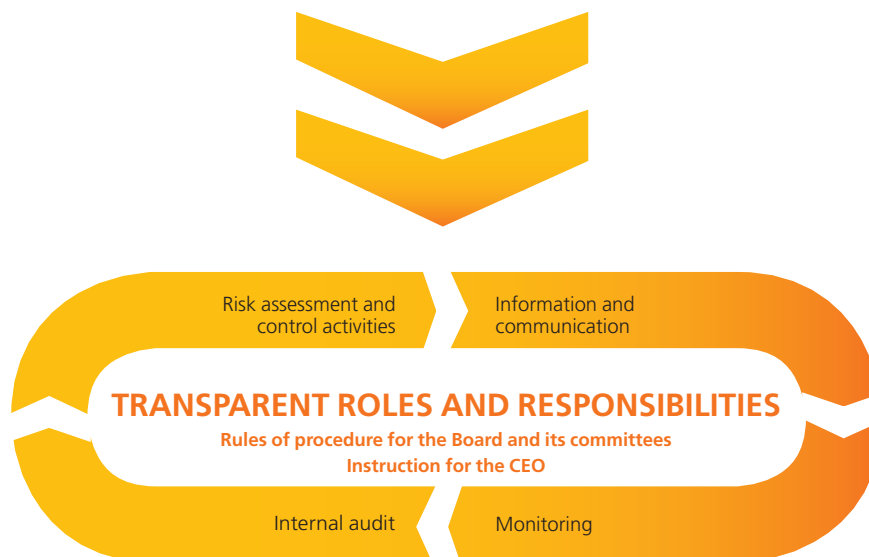 Risk assessment and
control activities
Information and
communication
TRANSPARENT ROLES AND RESPONSIBILITIES
Rules of procedure for the Board and its committees
Instruction for the CEO
Internal audit
Monitoring